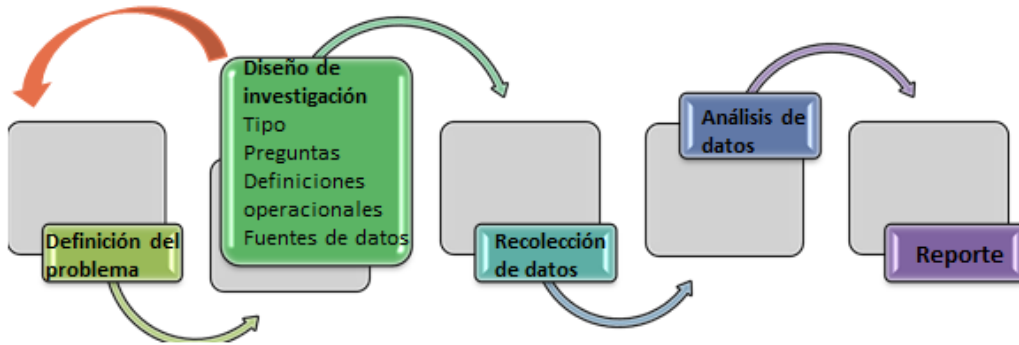 Definición del
problema
Diseño de
investigación
Tipo
Preguntas
Definiciones
operacionales
Fuentes de datos
Recolección
de datos
Análisis de
datos
Reporte